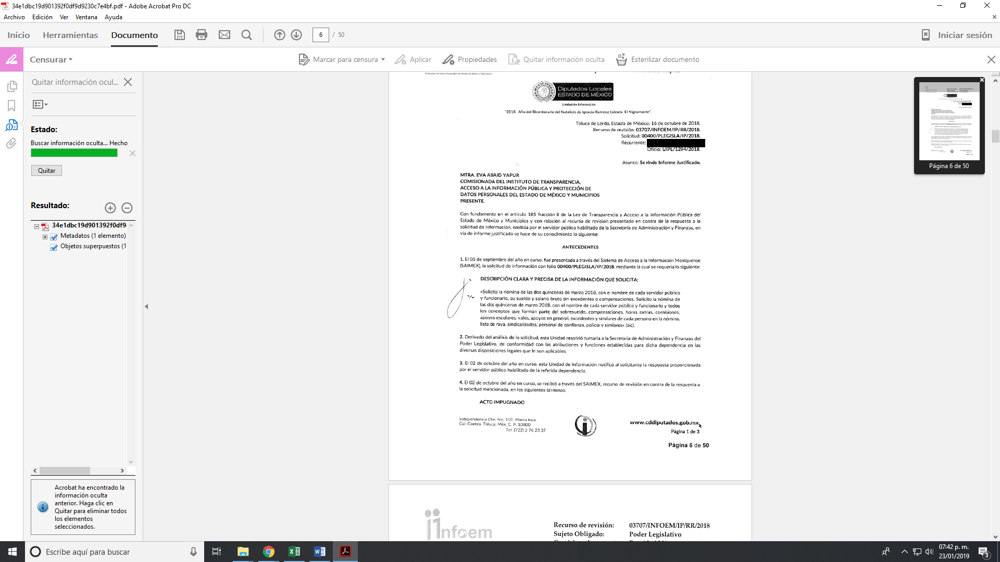 34e1dbc19d901392f0df9d9230c7e4bf.pdf - Adobe Acrobat Pro DC
Archivo Edición Ver Ventana Ayuda
Inicio Herramientas Documento 6 / 50 Iniciar sesión
Censurar Marcar para censura Aplicar Propiedades Quitar información oculta Esterilizar documento
Quitar información ocul...
Estado:
Buscar información oculta... Hecho
Quitar
Resultado:
34e1dbc19d901392f0df9
Metadatos (1 elemento)
Objetos superpuestos (1
Acrobat ha encontrado la
información oculta
anterior. Haga clic en
Quitar para eliminar todos
los elementos
seleccionados.
Protección de Datos Personales del Estado de México y Municipios
Diputados Locales
ESTADO DE MÉXICO
Unidad de Información
"2018. Año del Bicentenario del Natalicio de Ignacio Ramírez Calzada, El Nigromante".
Toluca de Lerdo, Estado de México; 16 de octubre de 2018.
Recurso de revisión: 03707/INFOEM/IP/RR/2018.
Solicitud: 00400/PLEGISLA/IP/2018.
Recurrente:
Oficio: UIPL/1294/2018.
Asunto: Se rinde Informe Justificado.
MTRA. EVA ABAID YAPUR
COMISIONADA DEL INSTITUTO DE TRANSPARENCIA,
ACCESO A LA INFORMACIÓN PÚBLICA Y PROTECCIÓN DE
DATOS PERSONALES DEL ESTADO DE MÉXICO Y MUNICIPIOS
PRESENTE.
Con fundamento en el artículo 185 fracción II de la Ley de Transparencia y Acceso a la Información Pública del
Estado de México y Municipios y con relación al recurso de revisión presentado en contra de la respuesta a la
solicitud de información, emitida por el servidor público habilitado de la Secretaría de Administración y Finanzas, en
vía de informe justificado se hace de su conocimiento lo siguiente:
ANTECEDENTES
1. El 05 de septiembre del año en curso, fue presentada a través del Sistema de Acceso a la Información Mexiquense
(SAIMEX), la solicitud de información con folio 00400/PLEGISLA/IP/2018, mediante la cual se requería lo siguiente:
DESCRIPCIÓN CLARA Y PRECISA DE LA INFORMACIÓN QUE SOLICITA:
«Solicito la nómina de las dos quincenas de marzo 2018, con el nombre de cada servidor público
y funcionario, su sueldo y salario bruto sin excedentes o compensaciones. Solicito la nómina de
las dos quincenas de marzo 2018, con el nombre de cada servidor público y funcionario y todos
los conceptos que forman parte del sobresueldo, compensaciones, horas extras, comisiones,
apoyos escolares, vales, apoyos en general, excedentes y similares de cada persona en la nómina,
lista de raya, sindicalizados, personal de confianza, policía y similares» (sic).
2. Derivado del análisis de la solicitud, esta Unidad resolvió turnarla a la Secretaría de Administración y Finanzas del
Poder Legislativo, de conformidad con las atribuciones y funciones establecidas para dicha dependencia en las
diversas disposiciones legales que le son aplicables.
3. El 02 de octubre del año en curso, esta Unidad de Información notificó al solicitante la respuesta proporcionada
por el servidor público habilitado de la referida dependencia.
4. El 02 de octubre del año en curso, se recibió a través del SAIMEX, recurso de revisión en contra de la respuesta a
la solicitud mencionada, en los siguientes términos:
ACTO IMPUGNADO
Independencia Ote. No. 102, Planta baja,
Col. Centro, Toluca, Méx. C. P. 50000
Tel. (722) 2 76 23 37
www.cddiputados.gob.mx
Página 1 de 3
Página 6 de 50
infoem
Recurso de revisión: 03707/INFOEM/IP/RR/2018
Sujeto Obligado: Poder Legislativo
Página 6 de 50
Escribe aquí para buscar
07:42 p. m.
23/01/2019
3